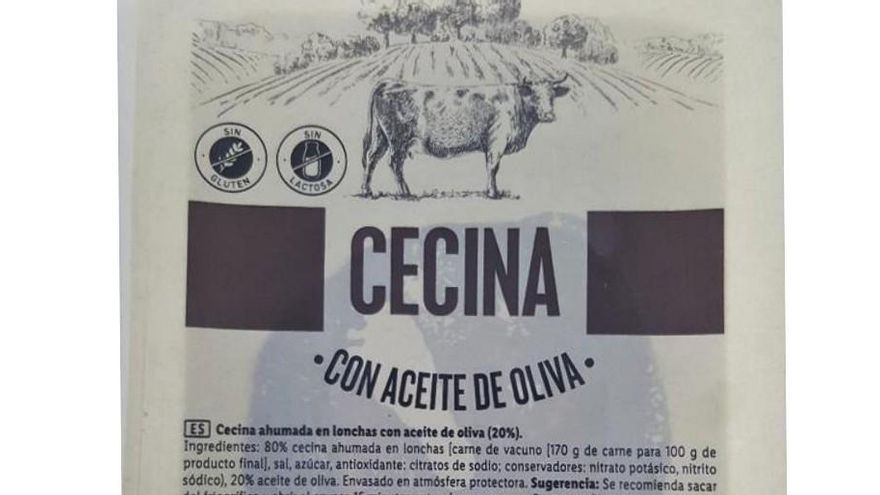 SIN GLUTEN
SIN LACTOSA
CECINA
• CON ACEITE DE OLIVA •
ES Cecina ahumada en lonchas con aceite de oliva (20%).
Ingredientes: 80% cecina ahumada en lonchas [carne de vacuno [170 g de carne para 100 g de
producto final], sal, azúcar, antioxidante: citratos de sodio; conservadores: nitrato potásico, nitrito
sódico), 20% aceite de oliva. Envasado en atmósfera protectora. Sugerencia: Se recomienda sacar